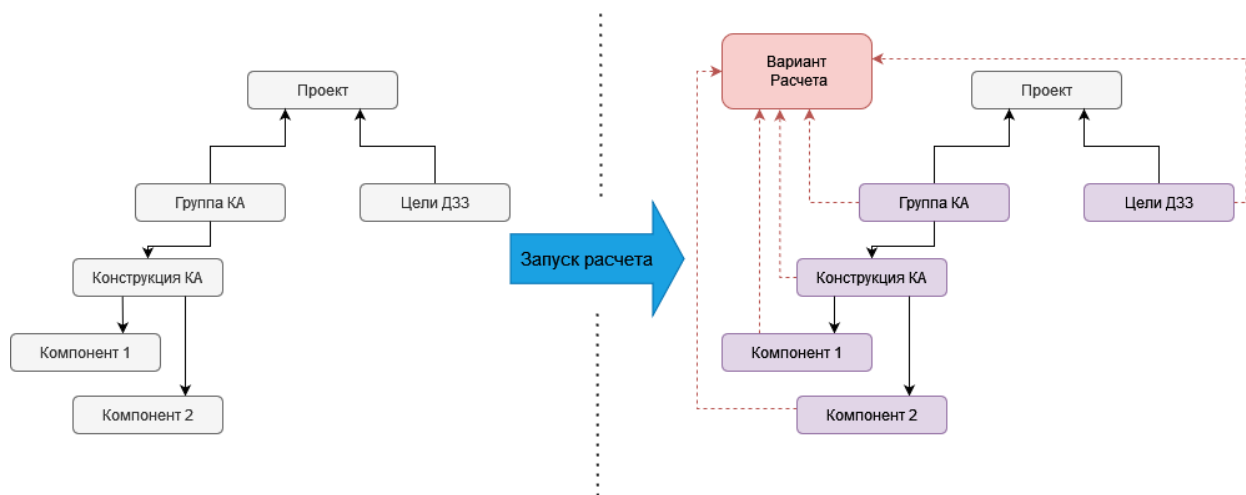 Проект
Группа КА
Цели ДЗЗ
Конструкция КА
Компонент 1
Компонент 2
Запуск расчета
Вариант
Расчета
Проект
Группа КА
Цели ДЗЗ
Конструкция КА
Компонент 1
Компонент 2